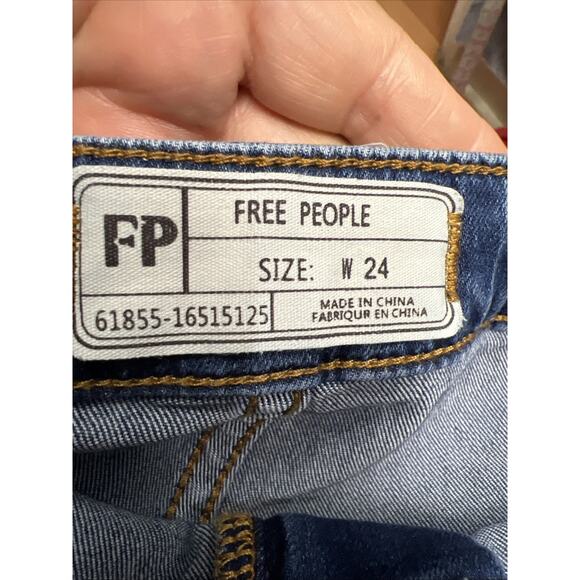 FP
FREE PEOPLE
SIZE: W 24
61855-16515125
MADE IN CHINA
FABRIQUR EN CHINA